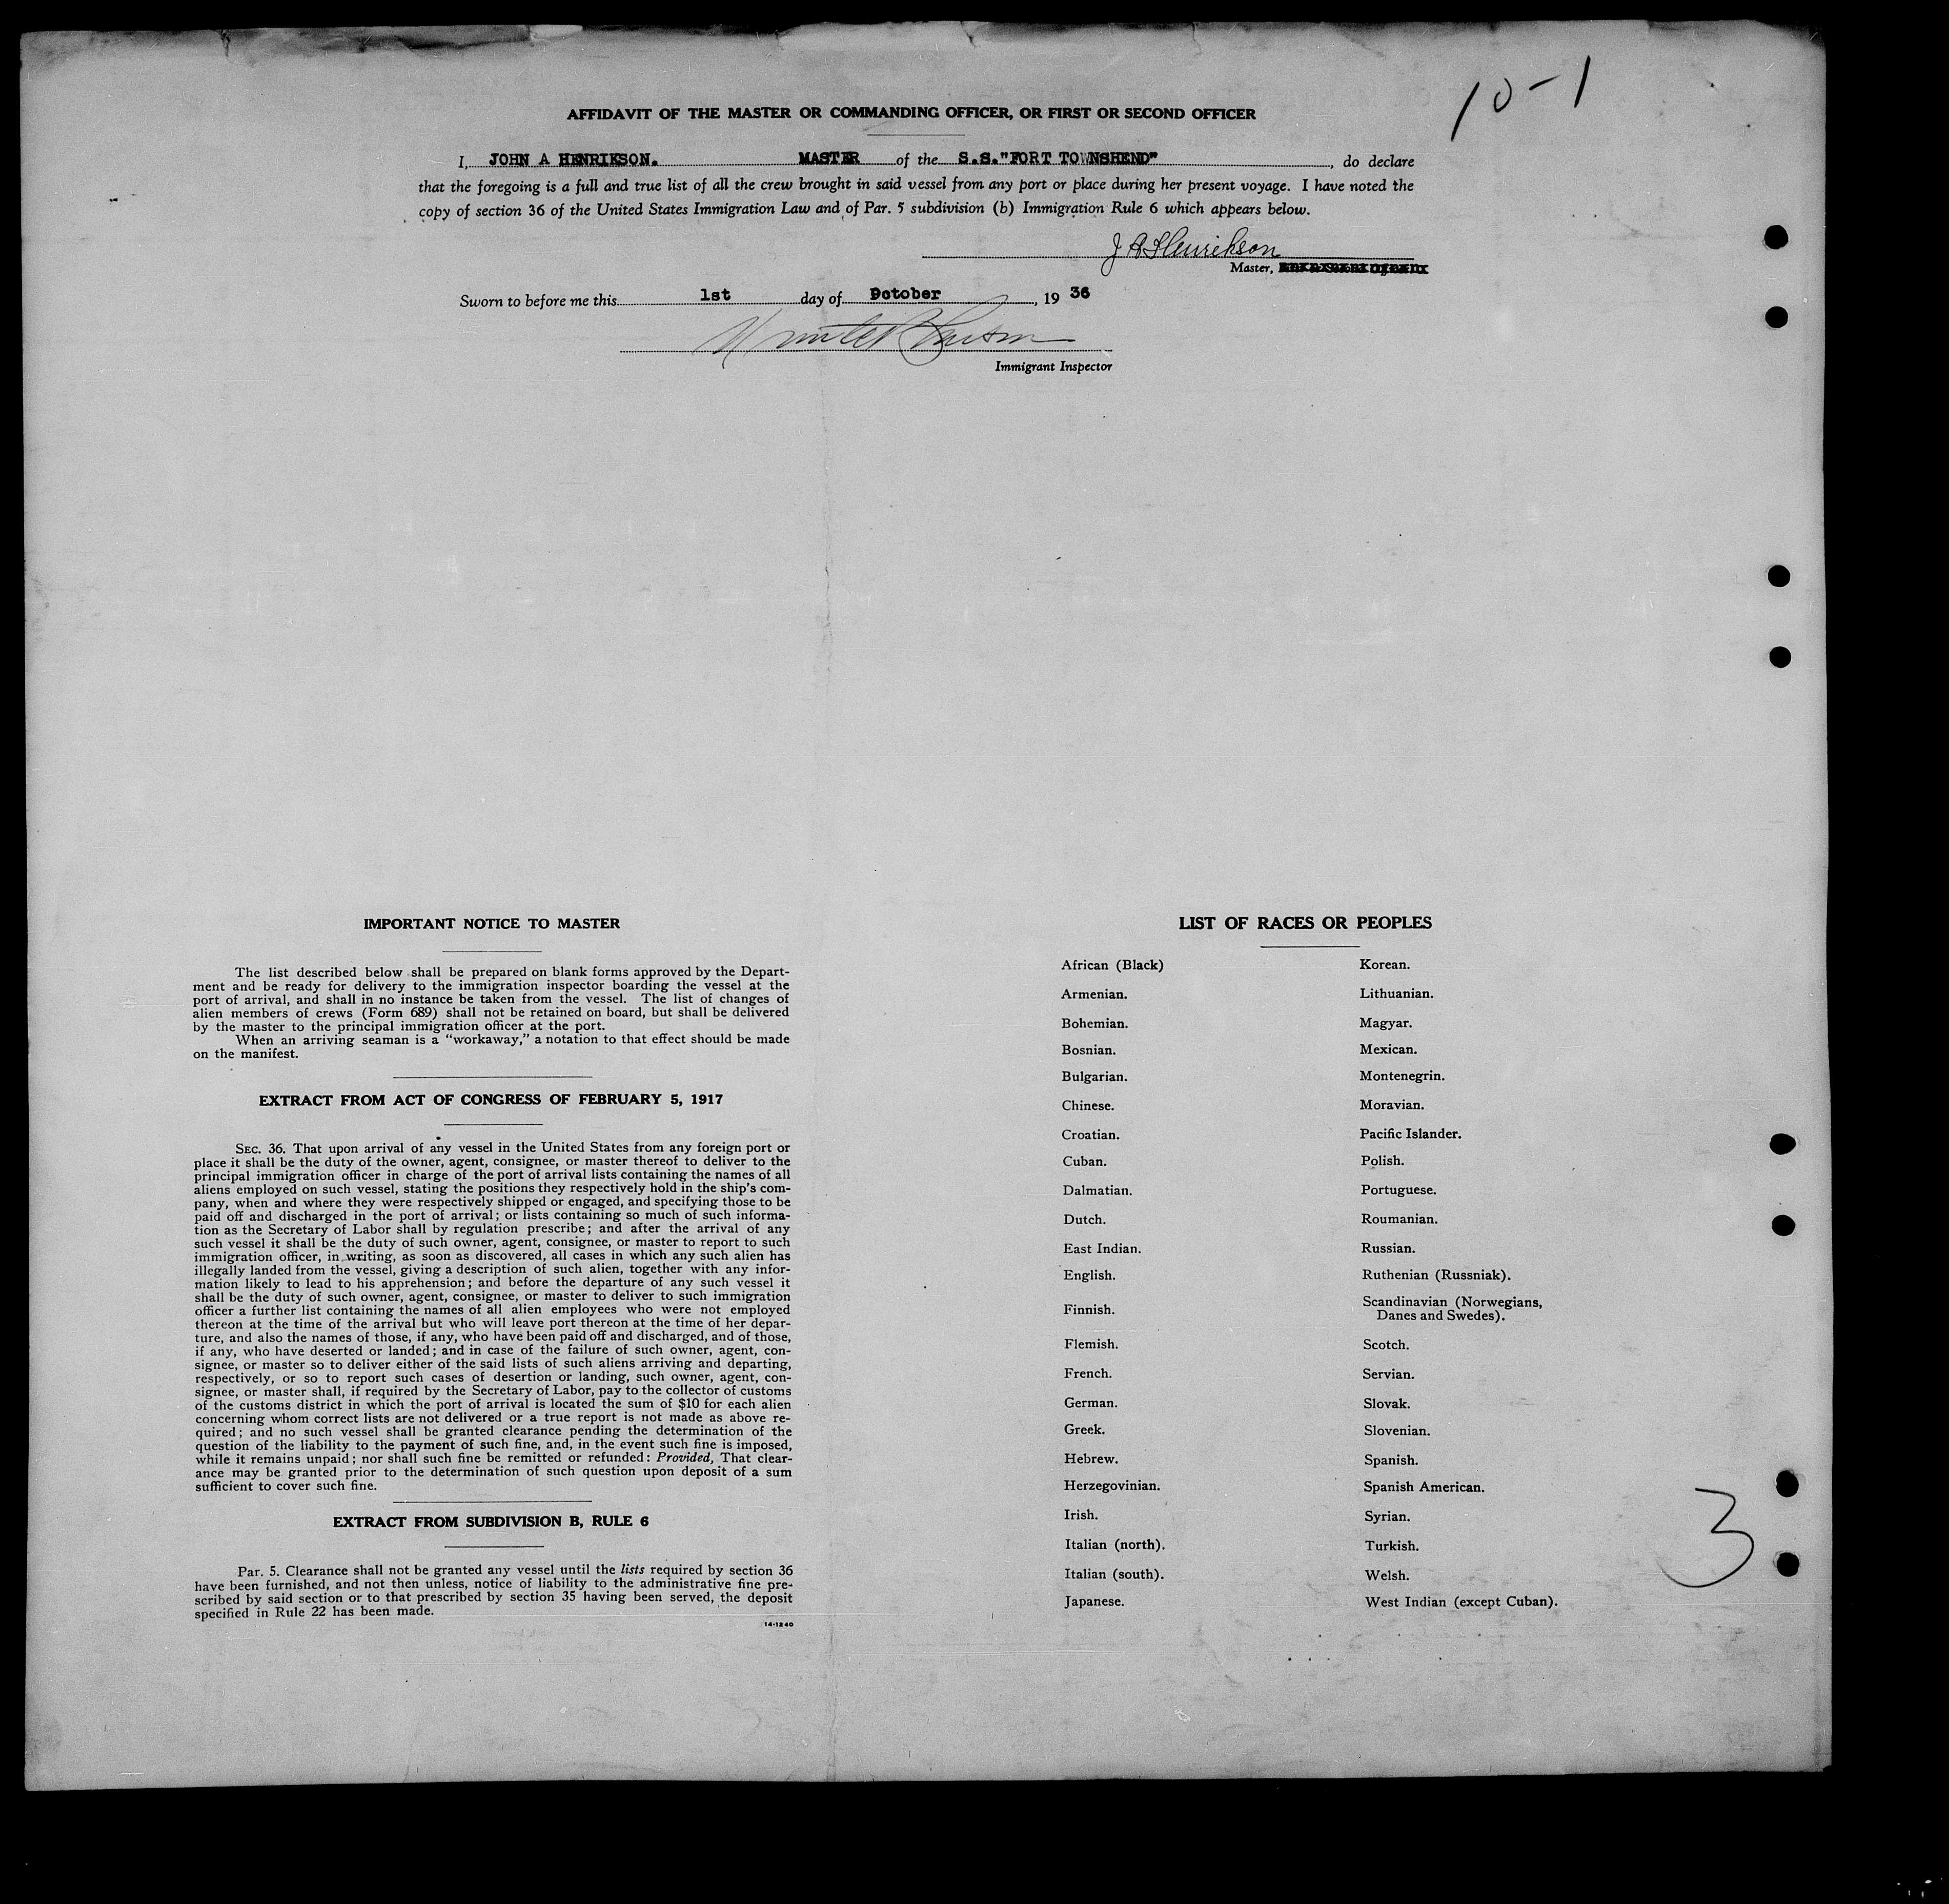 10-1
AFFIDAVIT OF THE MASTER OR COMMANDING OFFICER, OR FIRST OR SECOND OFFICER
I, JOHN A HENRIKSON. MASTER of the S.S."FORT TOWNSHEND", do declare
that the foregoing is a full and true list of all the crew brought in said vessel from any port or place during her present voyage. I have noted the
copy of section 36 of the United States Immigration Law and of Par. 5 subdivision (b) Immigration Rule 6 which appears below.
J A Henrikson
Master,
Sworn to before me this 1st day of October, 19 36
Immigrant Inspector
IMPORTANT NOTICE TO MASTER
The list described below shall be prepared on blank forms approved by the Depart-
ment and be ready for delivery to the immigration inspector boarding the vessel at the
port of arrival, and shall in no instance be taken from the vessel. The list of changes of
alien members of crews (Form 689) shall not be retained on board, but shall be delivered
by the master to the principal immigration officer at the port.
When an arriving seaman is a "workaway," a notation to that effect should be made
on the manifest.
EXTRACT FROM ACT OF CONGRESS OF FEBRUARY 5, 1917
SEC. 36. That upon arrival of any vessel in the United States from any foreign port or
place it shall be the duty of the owner, agent, consignee, or master thereof to deliver to the
principal immigration officer in charge of the port of arrival lists containing the names of all
aliens employed on such vessel, stating the positions they respectively hold in the ship's com-
pany, when and where they were respectively shipped or engaged, and specifying those to be
paid off and discharged in the port of arrival; or lists containing so much of such informa-
tion as the Secretary of Labor shall by regulation prescribe; and after the arrival of any
such vessel it shall be the duty of such owner, agent, consignee, or master to report to such
immigration officer, in writing, as soon as discovered, all cases in which any such alien has
illegally landed from the vessel, giving a description of such alien, together with any infor-
mation likely to lead to his apprehension; and before the departure of any such vessel it
shall be the duty of such owner, agent, consignee, or master to deliver to such immigration
officer a further list containing the names of all alien employees who were not employed
thereon at the time of the arrival but who will leave port thereon at the time of her depar-
ture, and also the names of those, if any, who have been paid off and discharged, and of those,
if any, who have deserted or landed; and in case of the failure of such owner, agent, con-
signee, or master so to deliver either of the said lists of such aliens arriving and departing,
respectively, or so to report such cases of desertion or landing, such owner, agent, con-
signee, or master shall, if required by the Secretary of Labor, pay to the collector of customs
of the customs district in which the port of arrival is located the sum of $10 for each alien
concerning whom correct lists are not delivered or a true report is not made as above re-
quired; and no such vessel shall be granted clearance pending the determination of the
question of the liability to the payment of such fine, and, in the event such fine is imposed,
while it remains unpaid; nor shall such fine be remitted or refunded: Provided, That clear-
ance may be granted prior to the determination of such question upon deposit of a sum
sufficient to cover such fine.
EXTRACT FROM SUBDIVISION B, RULE 6
Par. 5. Clearance shall not be granted any vessel until the lists required by section 36
have been furnished, and not then unless, notice of liability to the administrative fine pre-
scribed by said section or to that prescribed by section 35 having been served, the deposit
specified in Rule 22 has been made.
14-1240
LIST OF RACES OR PEOPLES
African (Black)
Armenian.
Bohemian.
Bosnian.
Bulgarian.
Chinese.
Croatian.
Cuban.
Dalmatian.
Dutch.
East Indian.
English.
Finnish.
Flemish.
French.
German.
Greek.
Hebrew.
Herzegovinian.
Irish.
Italian (north).
Italian (south).
Japanese.
Korean.
Lithuanian.
Magyar.
Mexican.
Montenegrin.
Moravian.
Pacific Islander.
Polish.
Portuguese.
Roumanian.
Russian.
Ruthenian (Russniak).
Scandinavian (Norwegians,
Danes and Swedes).
Scotch.
Servian.
Slovak.
Slovenian.
Spanish.
Spanish American.
Syrian.
Turkish.
Welsh.
West Indian (except Cuban).
3